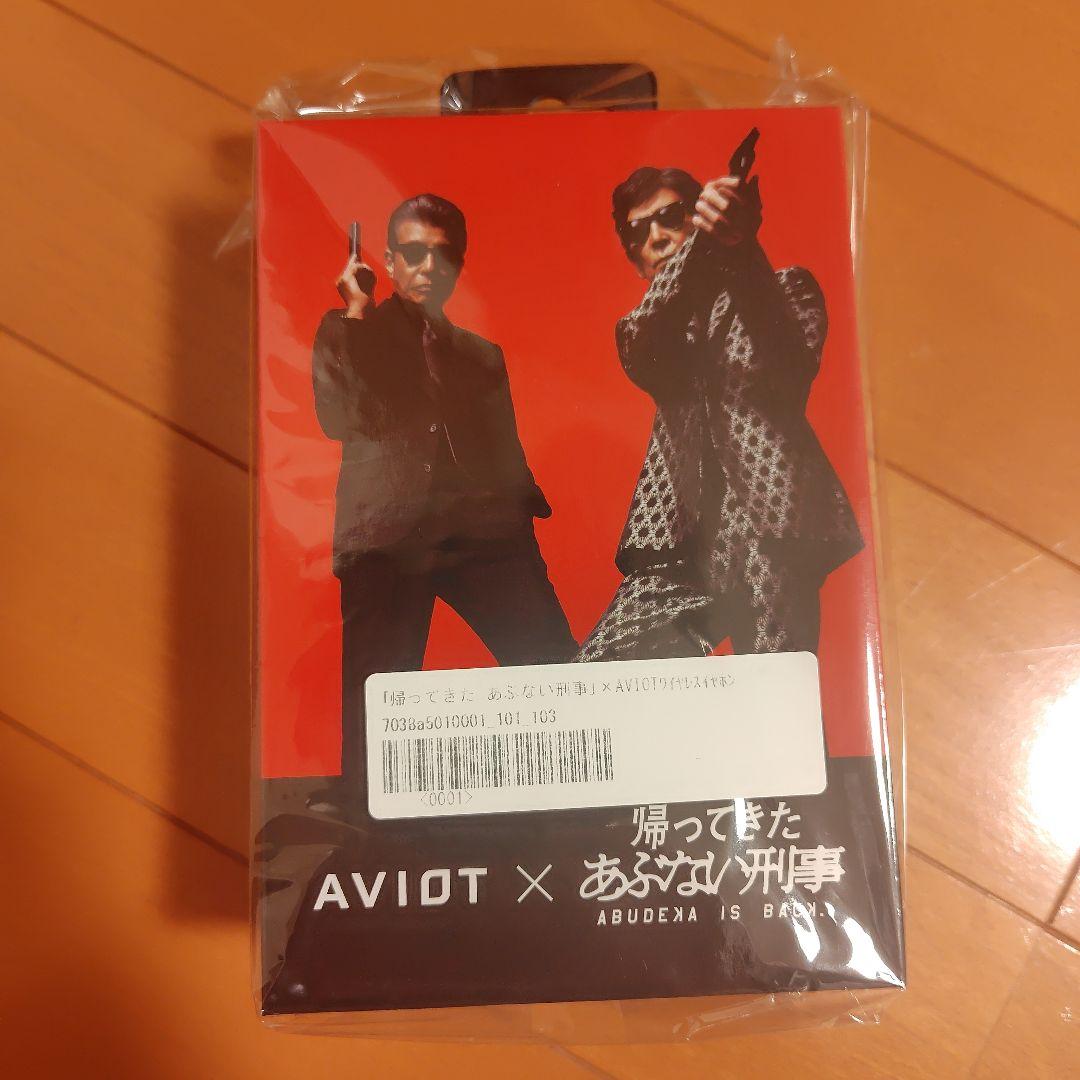 「帰ってきた あぶない刑事」×AVIOTワイヤレスイヤホン
7038a5010001_101_103
<0001>
帰ってきた
AVIOT × あぶない刑事
ABUDEKA IS BACK.